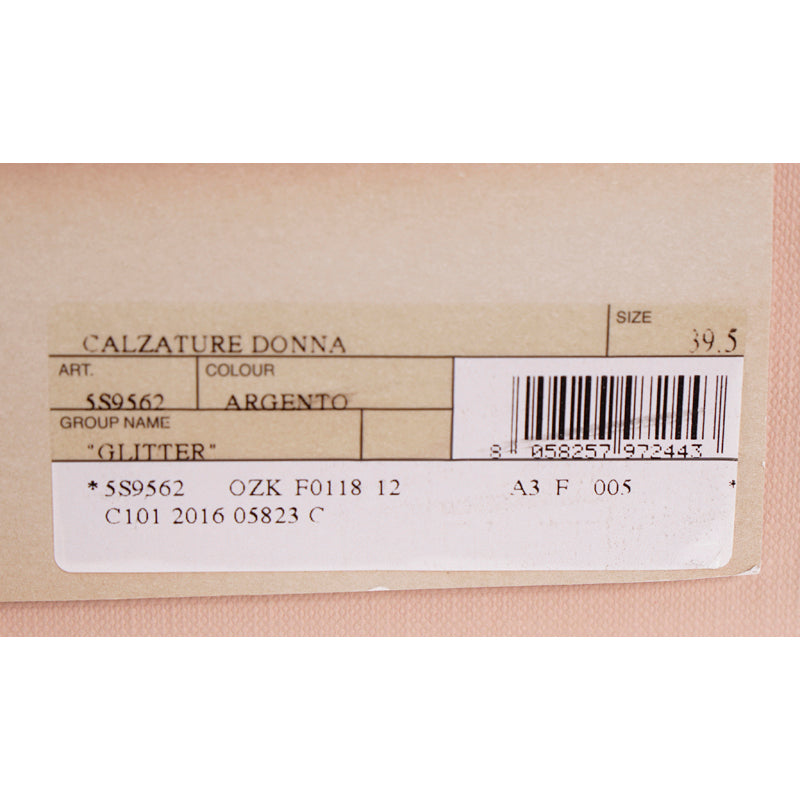 SIZE
CALZATURE DONNA 39.5
ART. COLOUR
5S9562 ARGENTO
GROUP NAME
"GLITTER"
8 058257 972443
*5S9562 OZK F0118 12 A3 F / 005 *
C101 2016 05823 C